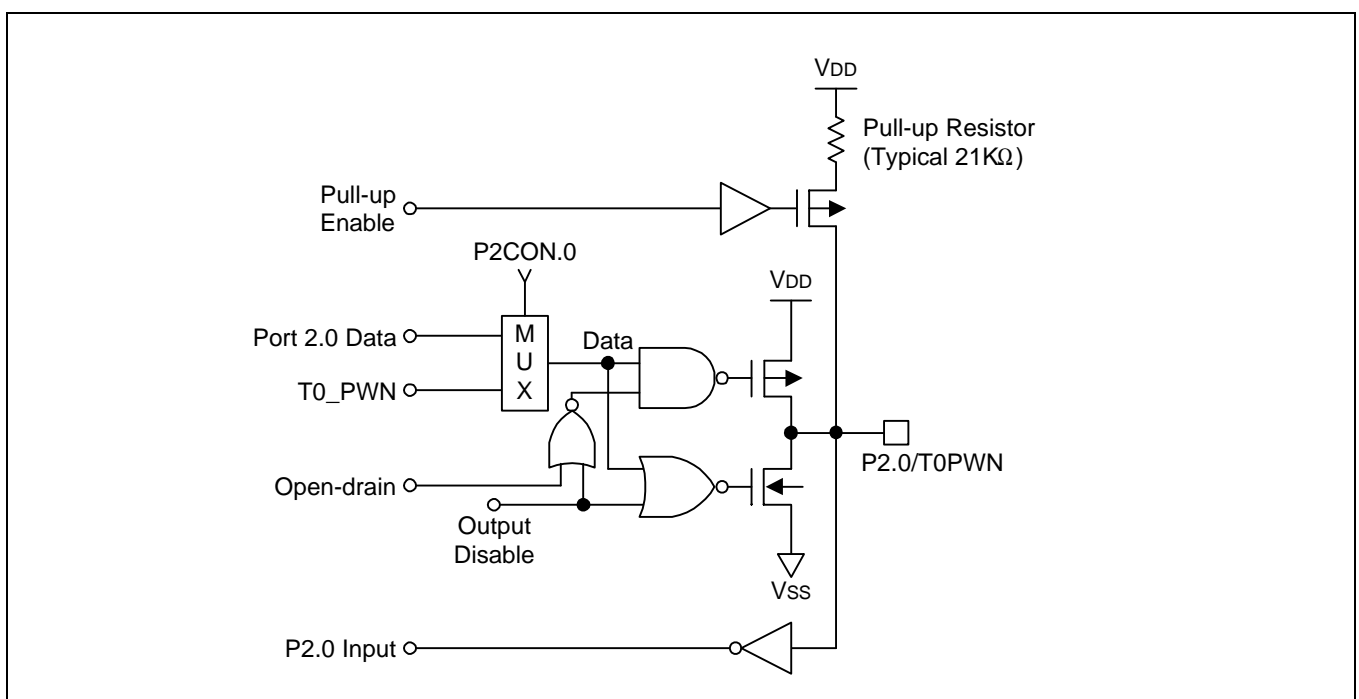 VDD
Pull-up Resistor
(Typical 21KΩ)
Pull-up
Enable
P2CON.0
VDD
Port 2.0 Data
M
U
X
Data
T0_PWN
P2.0/T0PWN
Open-drain
Output
Disable
VSS
P2.0 Input